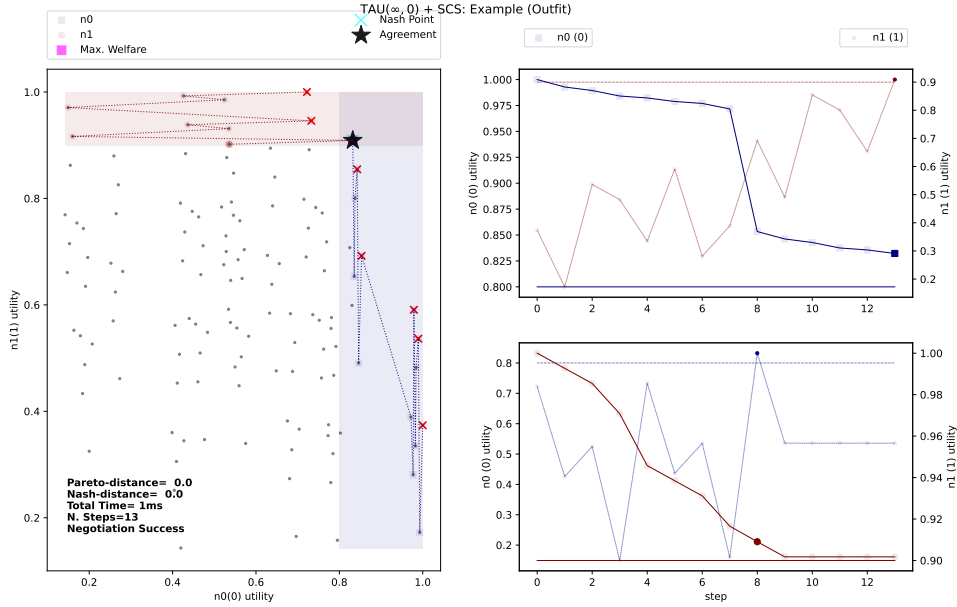 TAU(∞, 0) + SCS: Example (Outfit)
n0
n1
Max. Welfare
Nash Point
Agreement
n0 (0)
n1 (1)
1.0
0.8
0.6
0.4
0.2
n1(1) utility
Pareto-distance= 0.0
Nash-distance= 0.0
Total Time= 1ms
N. Steps=13
Negotiation Success
0.2
0.4
0.6
0.8
1.0
n0(0) utility
1.000
0.975
0.950
0.925
0.900
0.875
0.850
0.825
0.800
n0 (0) utility
0.9
0.8
0.7
0.6
0.5
0.4
0.3
0.2
n1 (1) utility
0
2
4
6
8
10
12
0.8
0.7
0.6
0.5
0.4
0.3
0.2
n0 (0) utility
1.00
0.98
0.96
0.94
0.92
0.90
n1 (1) utility
0
2
4
6
8
10
12
step